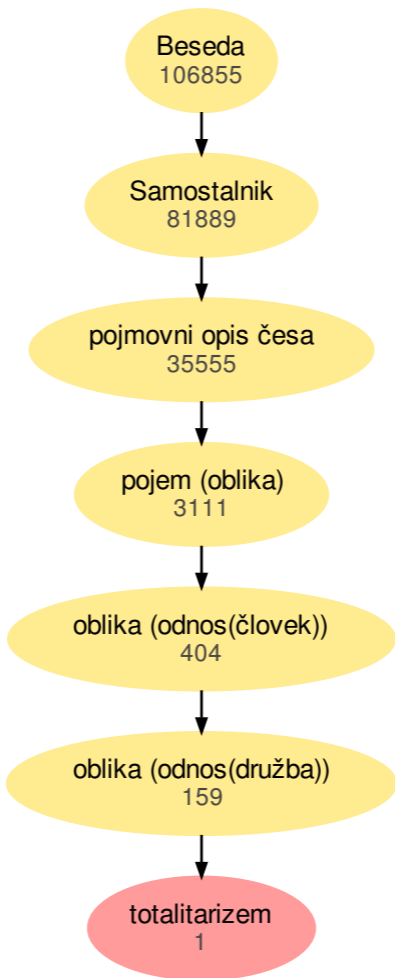 Beseda
106855
Samostalnik
81889
pojmovni opis česa
35555
pojem (oblika)
3111
oblika (odnos(človek))
404
oblika (odnos(družba))
159
totalitarizem
1